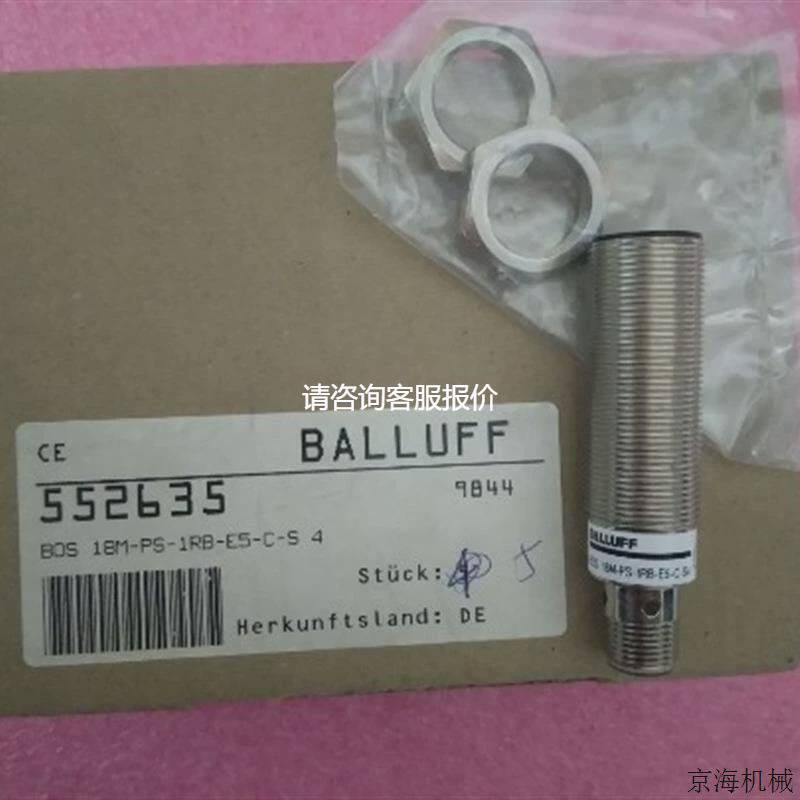 请咨询客服报价
CE BALLUFF
552635 9844
BOS 18M-PS-1RB-E5-C-S 4
Stück: 5
Herkunftsland: DE
BALLUFF
BOS 18M-PS-1RB-E5-C-S4
京海机械